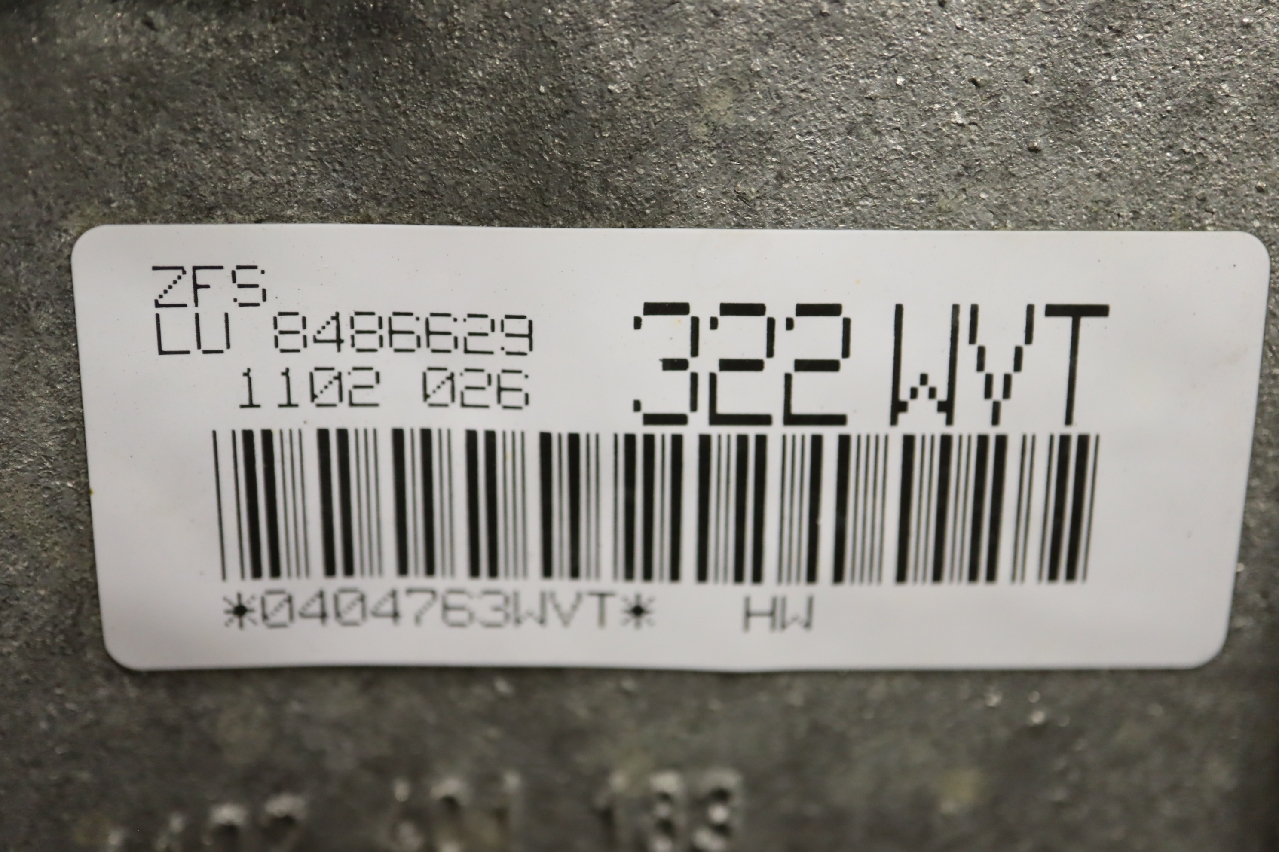 ZFS
LU 8486629
1102 026
322 WVT
*0404763WVT* HW